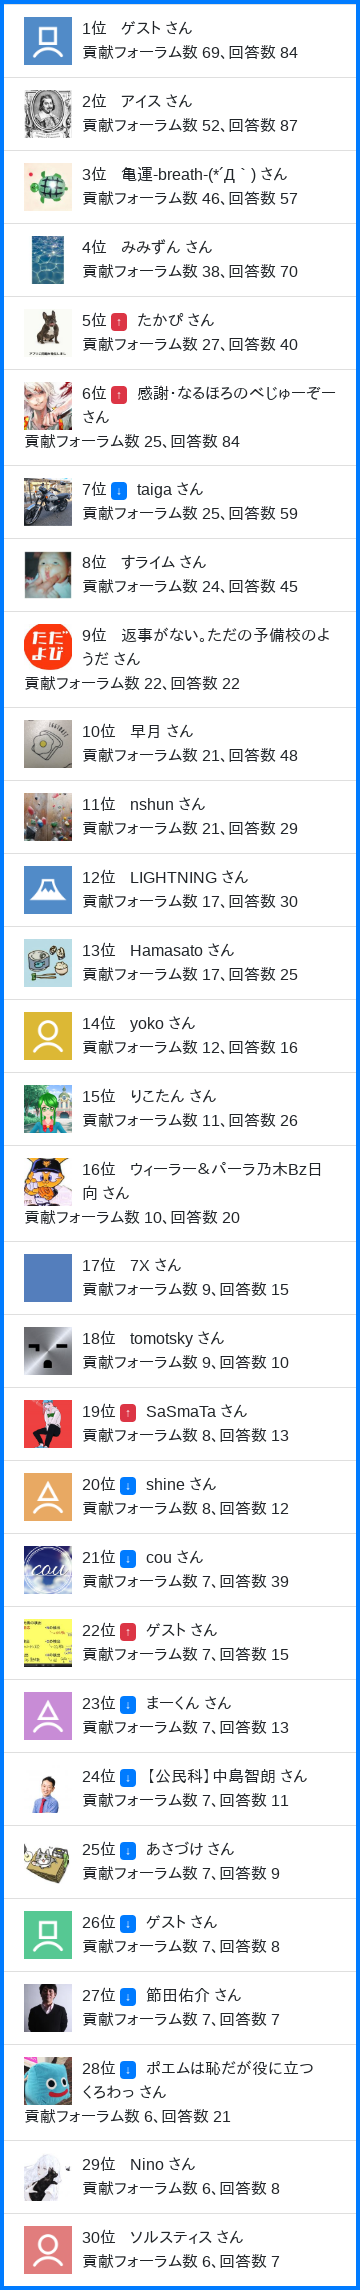 1位 ゲスト さん
貢献フォーラム数 69、回答数 84
2位 アイス さん
貢献フォーラム数 52、回答数 87
3位 亀運-breath-(*´Д｀) さん
貢献フォーラム数 46、回答数 57
4位 みみずん さん
貢献フォーラム数 38、回答数 70
5位 ↑ たかぴ さん
貢献フォーラム数 27、回答数 40
6位 ↑ 感謝・なるほろのべじゅーぞー
さん
貢献フォーラム数 25、回答数 84
7位 ↓ taiga さん
貢献フォーラム数 25、回答数 59
8位 すライム さん
貢献フォーラム数 24、回答数 45
ただ
よび
9位 返事がない。ただの予備校のよ
うだ さん
貢献フォーラム数 22、回答数 22
10位 早月 さん
貢献フォーラム数 21、回答数 48
11位 nshun さん
貢献フォーラム数 21、回答数 29
12位 LIGHTNING さん
貢献フォーラム数 17、回答数 30
13位 Hamasato さん
貢献フォーラム数 17、回答数 25
14位 yoko さん
貢献フォーラム数 12、回答数 16
15位 りこたん さん
貢献フォーラム数 11、回答数 26
16位 ウィーラー＆パーラ乃木Bz日
向 さん
貢献フォーラム数 10、回答数 20
17位 7X さん
貢献フォーラム数 9、回答数 15
18位 tomotsky さん
貢献フォーラム数 9、回答数 10
19位 ↑ SaSmaTa さん
貢献フォーラム数 8、回答数 13
20位 ↓ shine さん
貢献フォーラム数 8、回答数 12
cou
21位 ↓ cou さん
貢献フォーラム数 7、回答数 39
22位 ↑ ゲスト さん
貢献フォーラム数 7、回答数 15
23位 ↓ まーくん さん
貢献フォーラム数 7、回答数 13
24位 ↓ 【公民科】中島智朗 さん
貢献フォーラム数 7、回答数 11
25位 ↓ あさづけ さん
貢献フォーラム数 7、回答数 9
26位 ↓ ゲスト さん
貢献フォーラム数 7、回答数 8
27位 ↓ 節田佑介 さん
貢献フォーラム数 7、回答数 7
28位 ↓ ポエムは恥だが役に立つ
くろわっ さん
貢献フォーラム数 6、回答数 21
29位 Nino さん
貢献フォーラム数 6、回答数 8
30位 ソルスティス さん
貢献フォーラム数 6、回答数 7